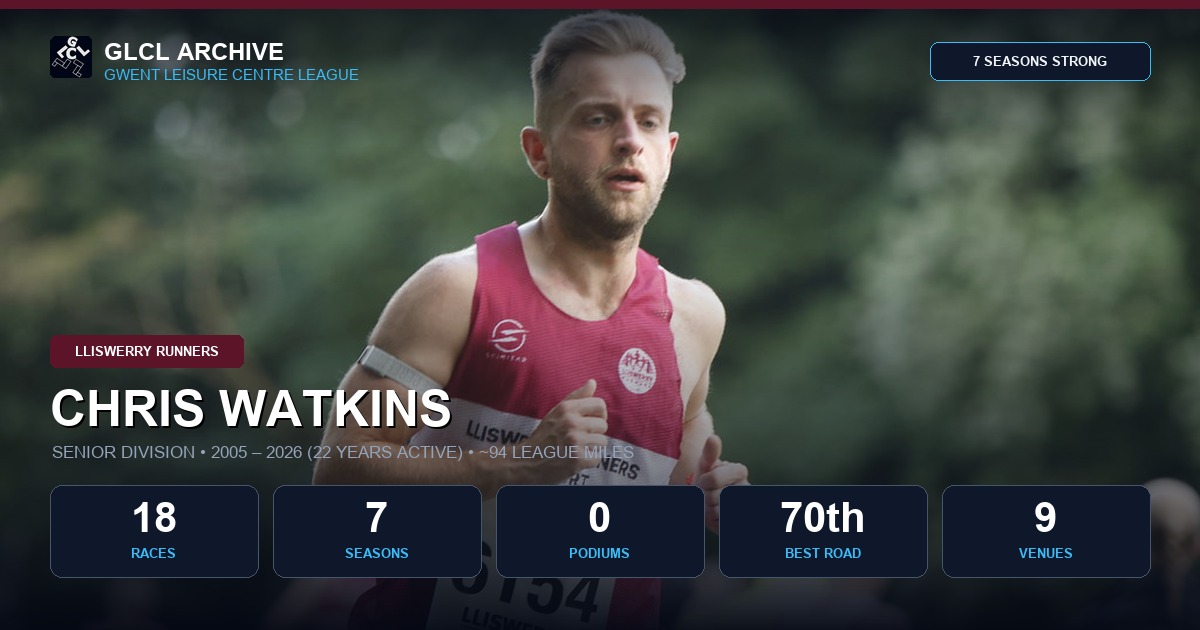 GLCL ARCHIVE
GWENT LEISURE CENTRE LEAGUE
7 SEASONS STRONG
LLISWERRY RUNNERS
CHRIS WATKINS
SENIOR DIVISION • 2005 – 2026 (22 YEARS ACTIVE) • ~94 LEAGUE MILES
18
RACES
7
SEASONS
0
PODIUMS
70th
BEST ROAD
9
VENUES